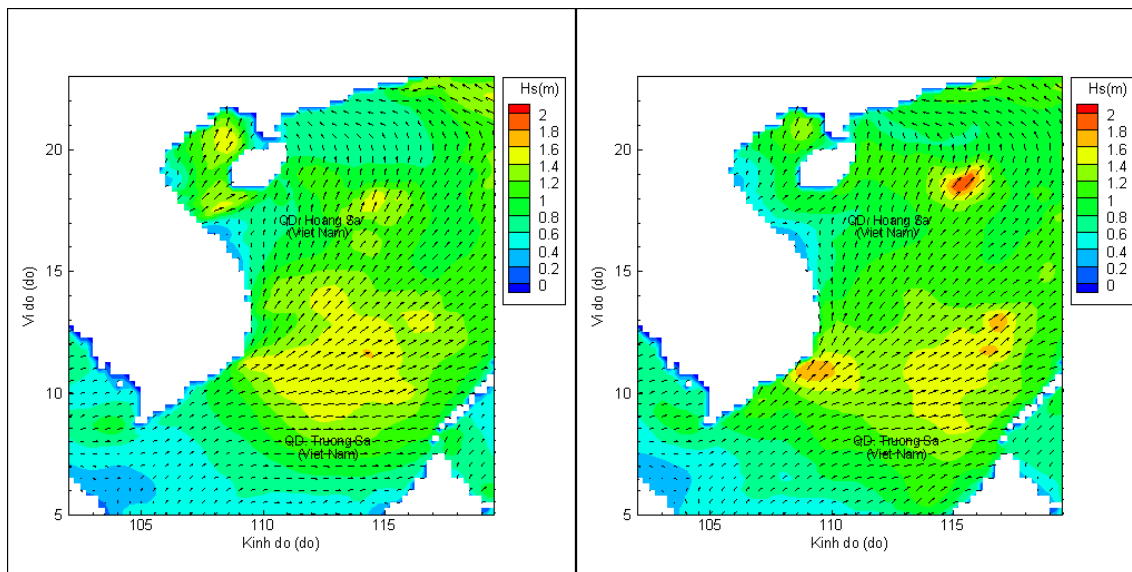 Hs(m)
2
1.8
1.6
1.4
1.2
1
0.8
0.6
0.4
0.2
0
20
15
10
5
Vi do (do)
QD. Hoang Sa
(Viet Nam)
QD. Truong Sa
(Viet Nam)
105
110
115
Kinh do (do)
Hs(m)
2
1.8
1.6
1.4
1.2
1
0.8
0.6
0.4
0.2
0
20
15
10
5
Vi do (do)
QD. Hoang Sa
(Viet Nam)
QD. Truong Sa
(Viet Nam)
105
110
115
Kinh do (do)